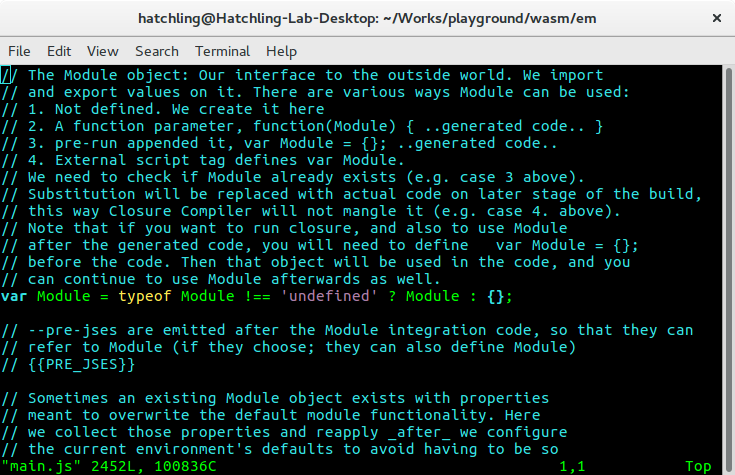 hatchling@Hatchling-Lab-Desktop: ~/Works/playground/wasm/em
File Edit View Search Terminal Help
// The Module object: Our interface to the outside world. We import
// and export values on it. There are various ways Module can be used:
// 1. Not defined. We create it here
// 2. A function parameter, function(Module) { ..generated code.. }
// 3. pre-run appended it, var Module = {}; ..generated code..
// 4. External script tag defines var Module.
// We need to check if Module already exists (e.g. case 3 above).
// Substitution will be replaced with actual code on later stage of the build,
// this way Closure Compiler will not mangle it (e.g. case 4. above).
// Note that if you want to run closure, and also to use Module
// after the generated code, you will need to define   var Module = {};
// before the code. Then that object will be used in the code, and you
// can continue to use Module afterwards as well.
var Module = typeof Module !== 'undefined' ? Module : {};
// --pre-jses are emitted after the Module integration code, so that they can
// refer to Module (if they choose; they can also define Module)
// {{PRE_JSES}}
// Sometimes an existing Module object exists with properties
// meant to overwrite the default module functionality. Here
// we collect those properties and reapply _after_ we configure
// the current environment's defaults to avoid having to be so
"main.js" 2452L, 100836C 1,1 Top